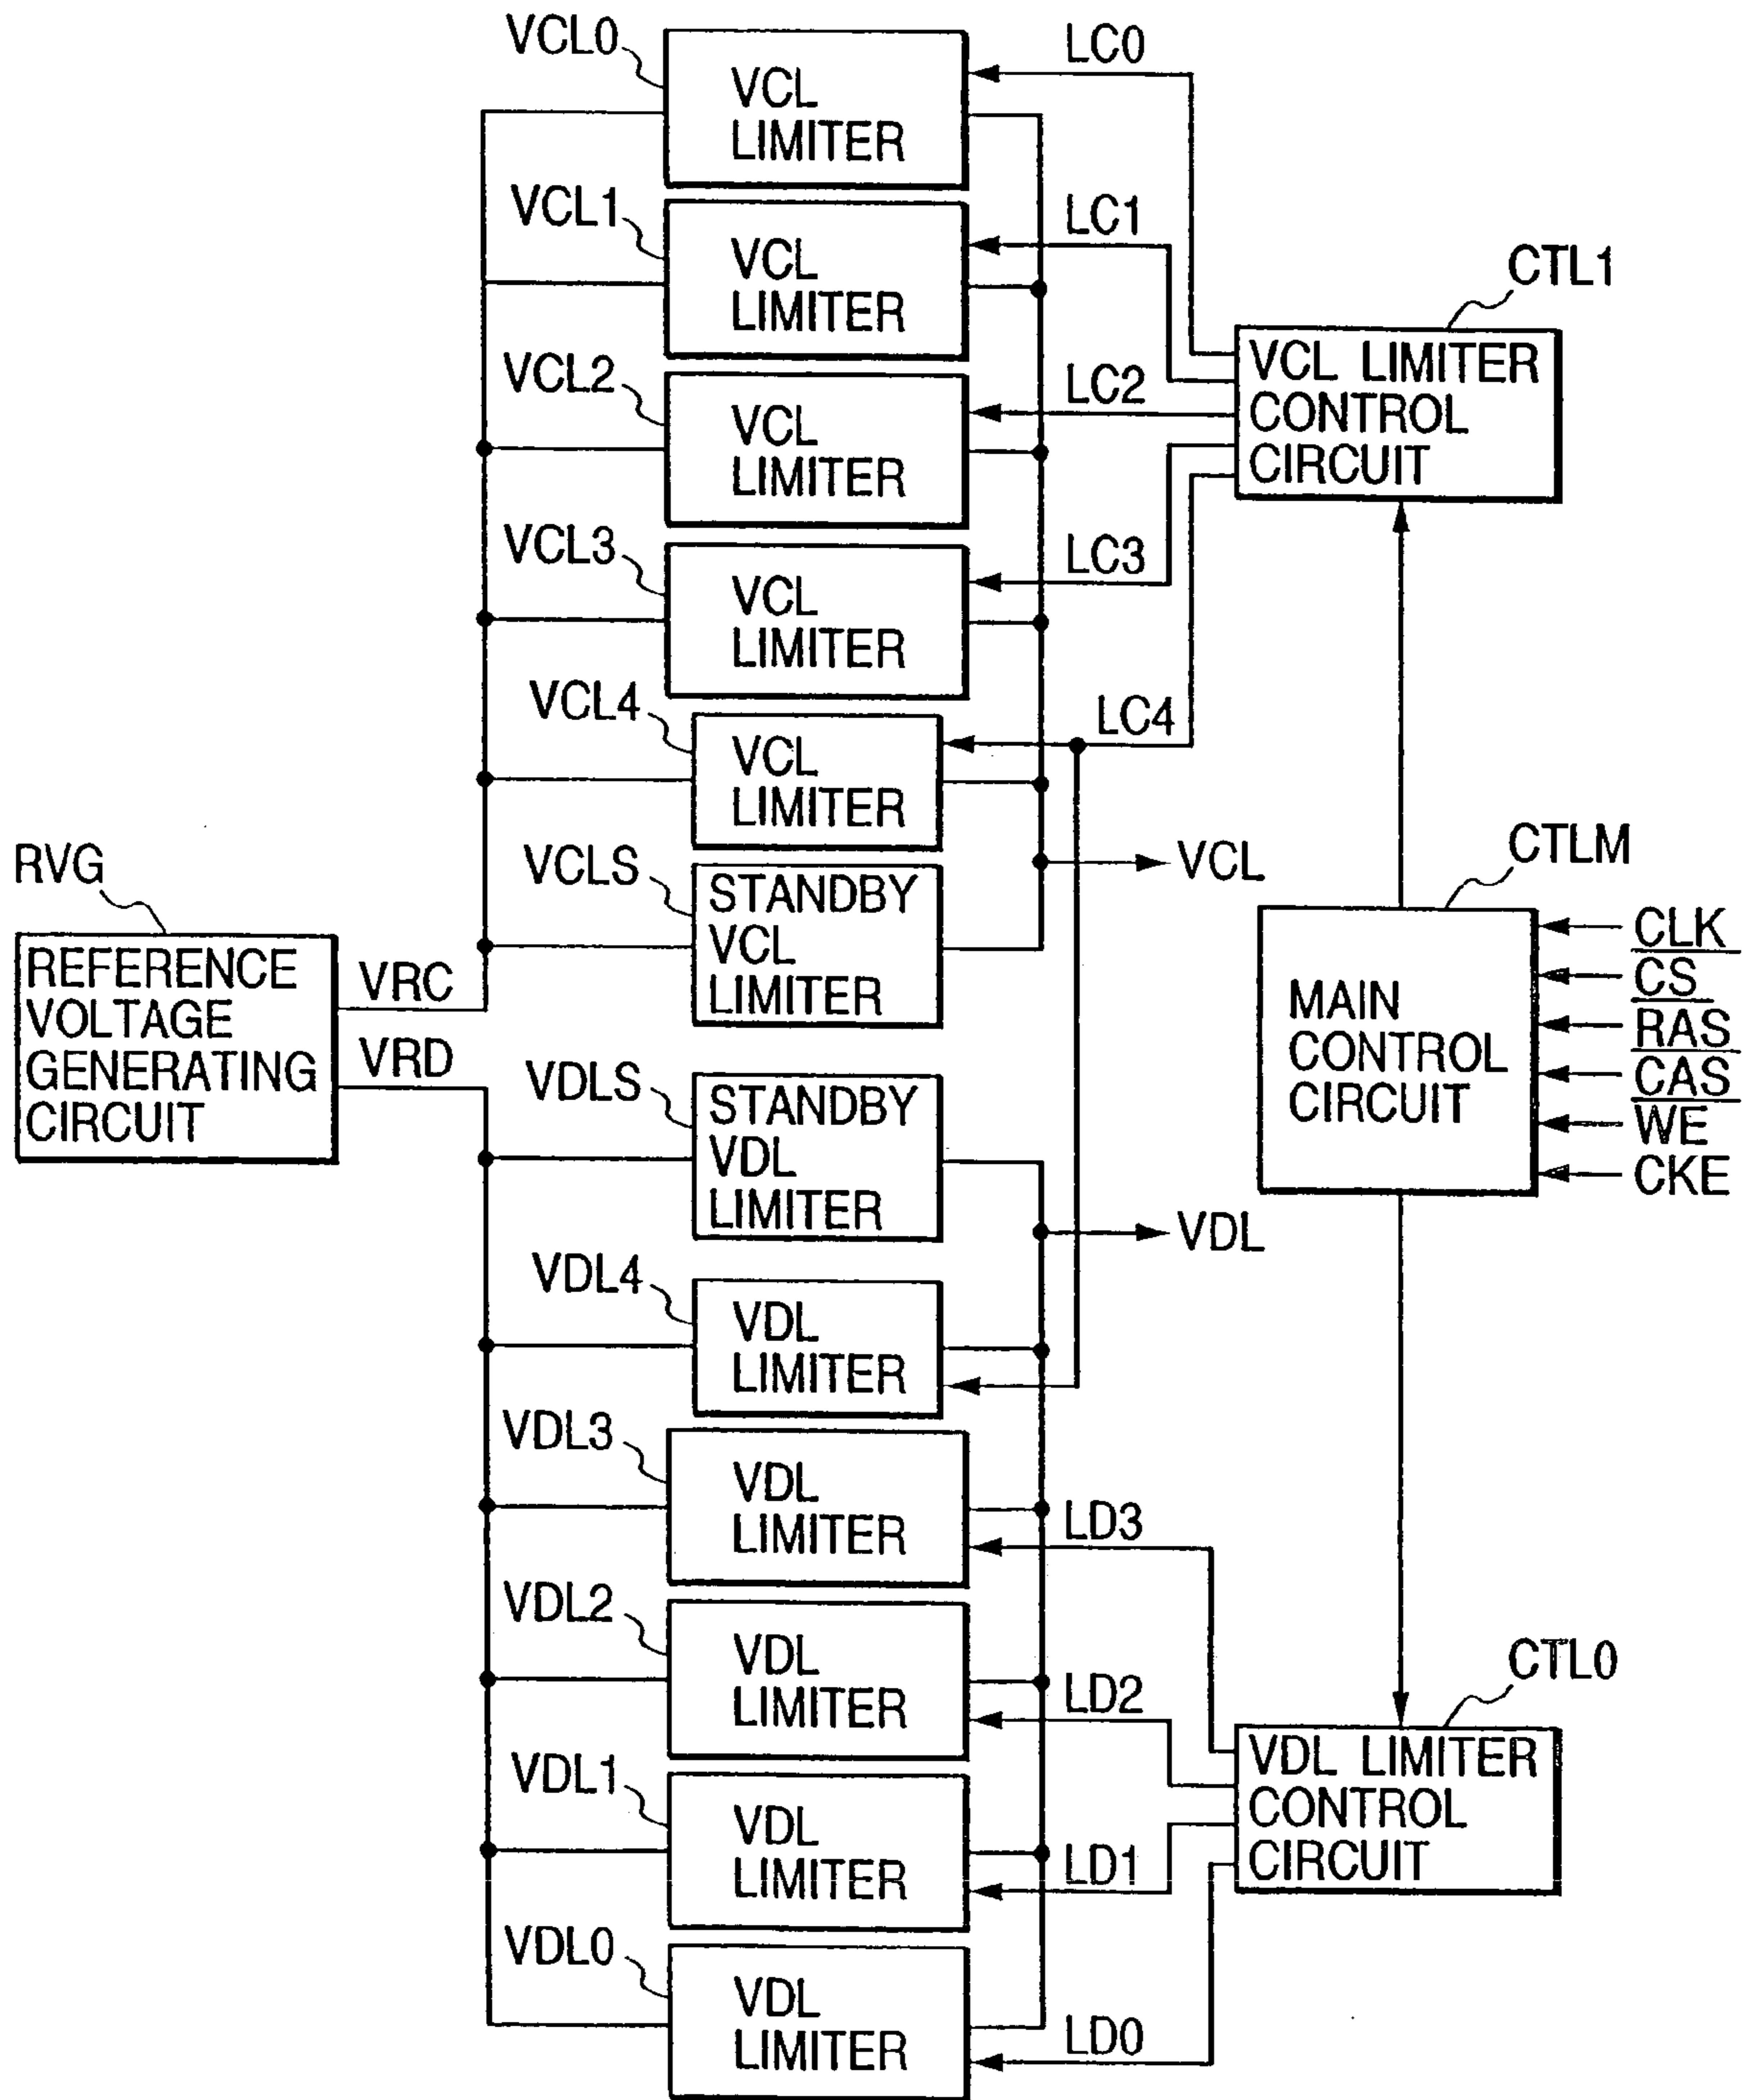 VCL0
VCL
LIMITER
LC0
VCL1
VCL
LIMITER
LC1
CTL1
VCL2
VCL
LIMITER
LC2
VCL LIMITER
CONTROL
CIRCUIT
VCL3
VCL
LIMITER
LC3
VCL4
VCL
LIMITER
LC4
RVG
REFERENCE
VOLTAGE
GENERATING
CIRCUIT
VRC
VRD
VCLS
STANDBY
VCL
LIMITER
VCL
CTLM
MAIN
CONTROL
CIRCUIT
CLK
CS
RAS
CAS
WE
CKE
VDLS
STANDBY
VDL
LIMITER
VDL
VDL4
VDL
LIMITER
VDL3
VDL
LIMITER
LD3
VDL2
VDL
LIMITER
LD2
CTL0
VDL LIMITER
CONTROL
CIRCUIT
VDL1
VDL
LIMITER
LD1
VDL0
VDL
LIMITER
LD0